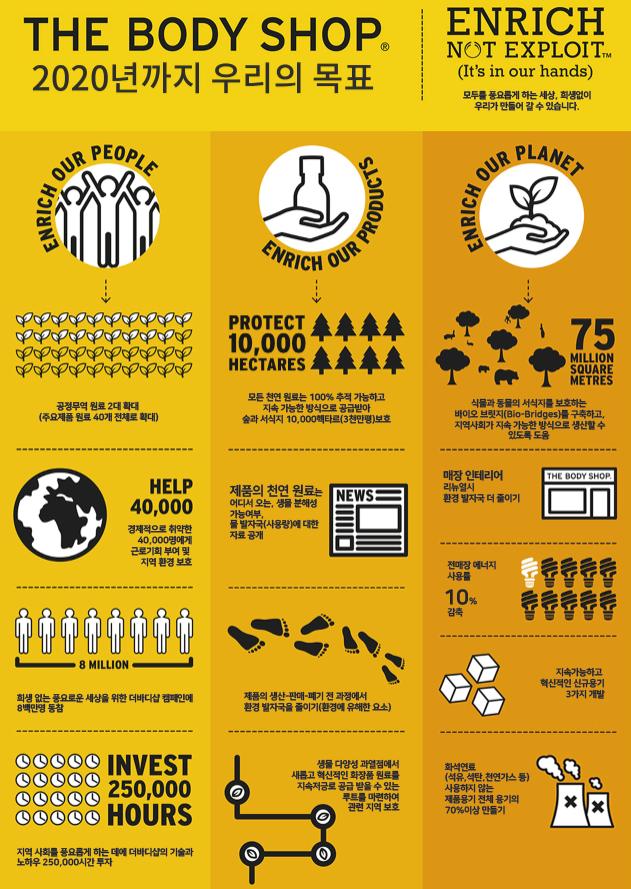 THE BODY SHOP®
2020년까지 우리의 목표
ENRICH
NOT EXPLOIT™
(It's in our hands)
모두를 풍요롭게 하는 세상, 희생없이
우리가 만들어 갈 수 있습니다.
ENRICH OUR PEOPLE
공정무역 원료 2대 확대
(주요제품 원료 40개 전체로 확대)
HELP
40,000
경제적으로 취약한
40,000명에게
근로기회 부여 및
지역 환경 보호
8 MILLION
희생 없는 풍요로운 세상을 위한 더바디샵 캠페인에
8백만명 동참
INVEST
250,000
HOURS
지역 사회를 풍요롭게 하는 데에 더바디샵의 기술과
노하우 250,000시간 투자
ENRICH OUR PRODUCTS
PROTECT
10,000
HECTARES
모든 천연 원료는 100% 추적 가능하고
지속 가능한 방식으로 공급받아
숲과 서식지 10,000헥타르(3천만평)보호
제품의 천연 원료는
어디서 오는, 생물 분해성
가능여부,
물 발자국(사용량)에 대한
자료 공개
NEWS
제품의 생산-판매-폐기 전 과정에서
환경 발자국을 줄이기(환경에 유해한 요소)
생물 다양성 과열점에서
새롭고 혁신적인 화장품 원료를
지속저긍로 공급 받을 수 있는
루트를 마련하여
관련 지역 보호
ENRICH OUR PLANET
75
MILLION
SQUARE
METRES
식물과 동물의 서식지를 보호하는
바이오 브릿지(Bio-Bridges)를 구축하고,
지역사회가 지속 가능한 방식으로 생산할 수
있도록 도움
매장 인테리어
리뉴얼시
환경 발자국 더 줄이기
THE BODY SHOP.
전매장 에너지
사용률
10%
감축
지속가능하고
혁신적인 신규용기
3가지 개발
화석연료
(석유,석탄,천연가스 등)
사용하지 않는
제품용기 전체 용기의
70%이상 만들기